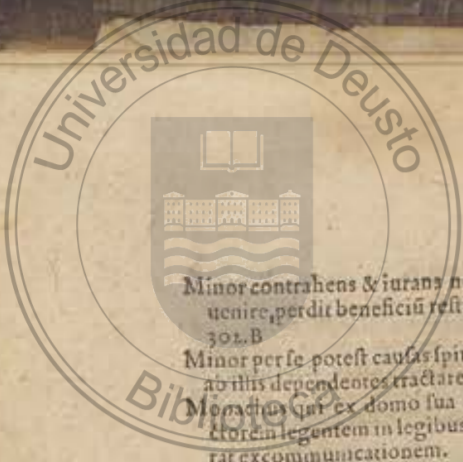 Universidad de Deusto
Minor contrahens & iurans n
uenire, perdit beneficiū rest
302.B
Minor per se potest causas spi
ab illis dependentes tractare
Monachus qui ex domo sua
ctorem legentem in legibus
rat excommunicationem.
Biblioteca